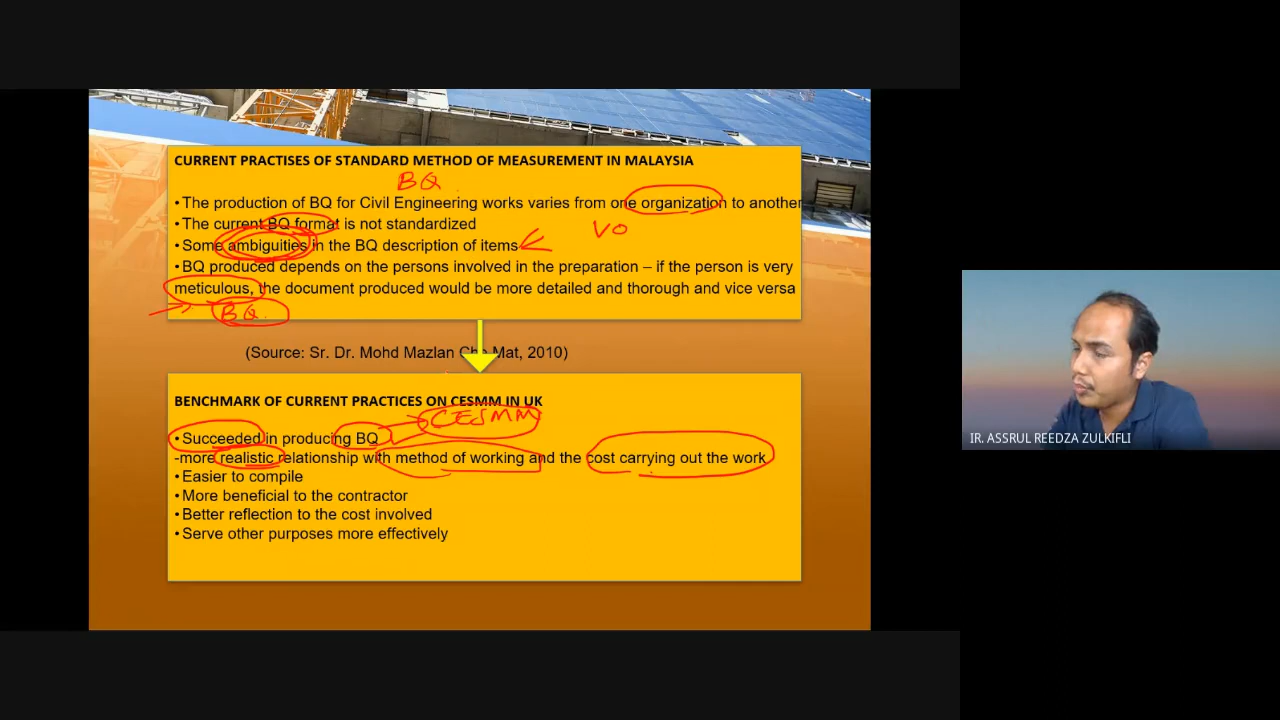 CURRENT PRACTISES OF STANDARD METHOD OF MEASUREMENT IN MALAYSIA
BQ
•The production of BQ for Civil Engineering works varies from one organization to another
•The current BQ format is not standardized
VO
•Some ambiguities in the BQ description of items
•BQ produced depends on the persons involved in the preparation – if the person is very
meticulous, the document produced would be more detailed and thorough and vice versa
BQ
(Source: Sr. Dr. Mohd Mazlan Che Mat, 2010)
BENCHMARK OF CURRENT PRACTICES ON CESMM IN UK
CESMM
•Succeeded in producing BQ
-more realistic relationship with method of working and the cost carrying out the work
•Easier to compile
•More beneficial to the contractor
•Better reflection to the cost involved
•Serve other purposes more effectively
IR. ASSRUL REEDZA ZULKIFLI